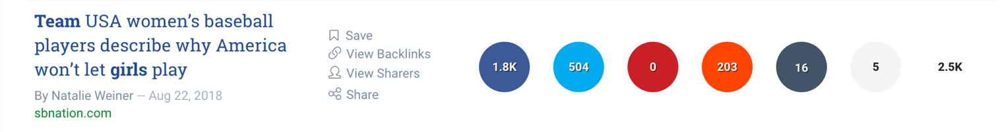 Team USA women’s baseball
players describe why America
won’t let girls play
By Natalie Weiner — Aug 22, 2018
sbnation.com
Save
View Backlinks
View Sharers
Share
1.8K
504
0
203
16
5
2.5K